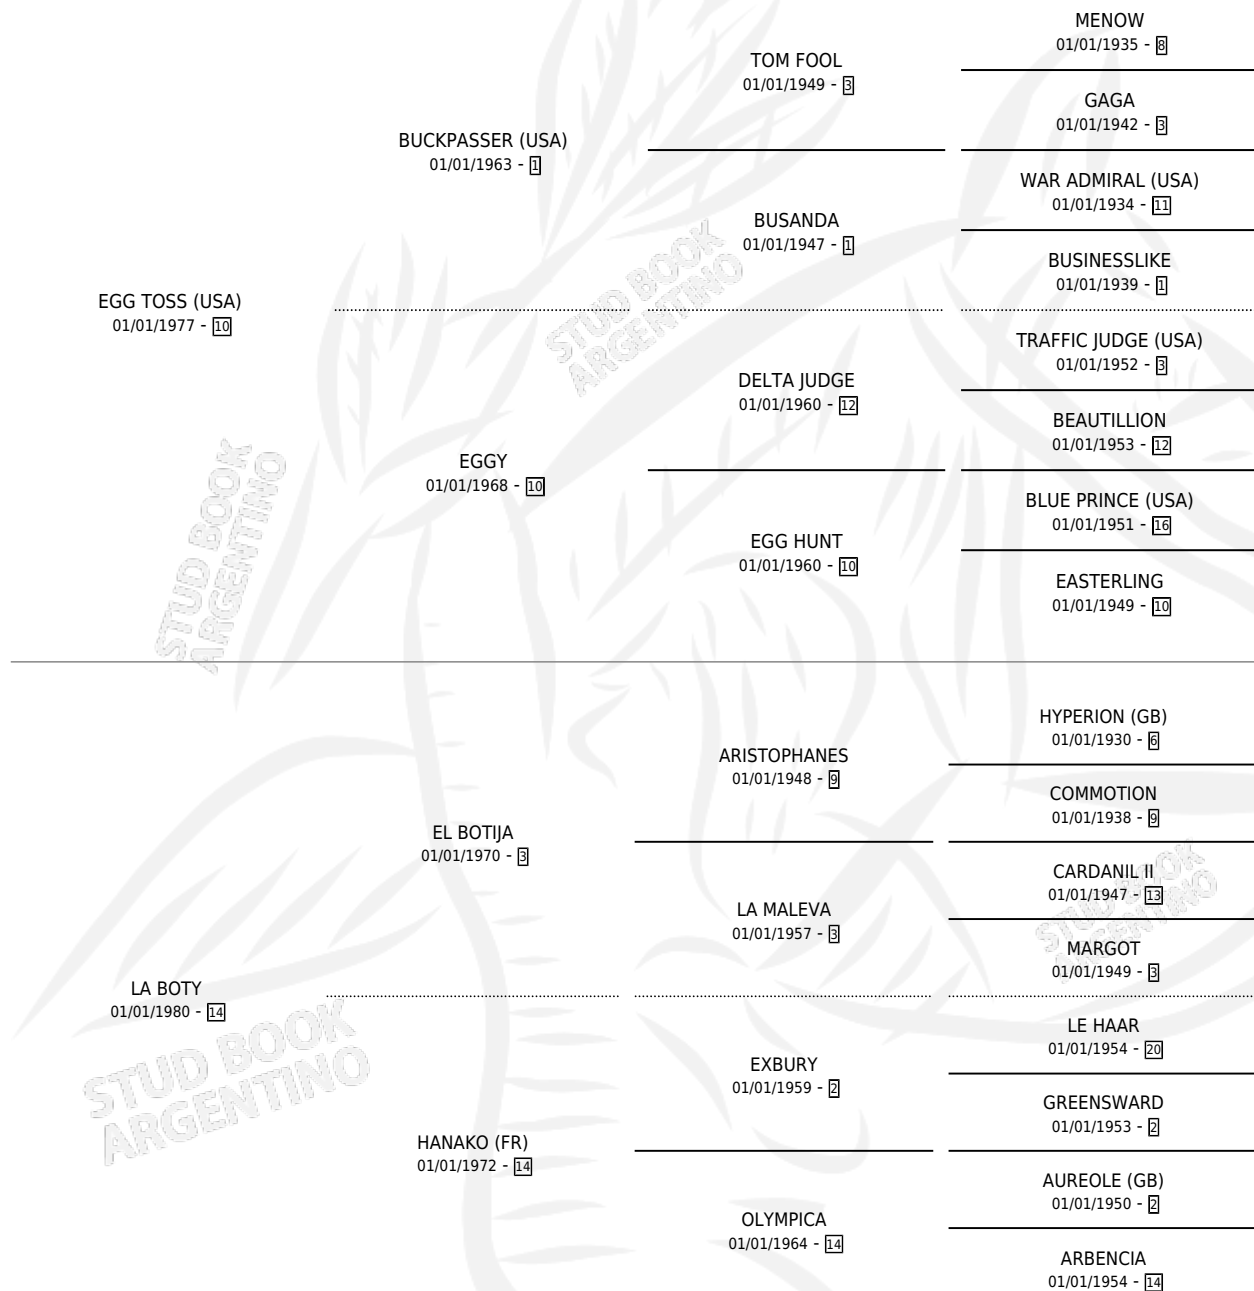 EGG TOSS (USA)
01/01/1977 - 10
BUCKPASSER (USA)
01/01/1963 - 1
EGGY
01/01/1968 - 10
TOM FOOL
01/01/1949 - 3
BUSANDA
01/01/1947 - 1
DELTA JUDGE
01/01/1960 - 12
EGG HUNT
01/01/1960 - 10
MENOW
01/01/1935 - 8
GAGA
01/01/1942 - 3
WAR ADMIRAL (USA)
01/01/1934 - 11
BUSINESSLIKE
01/01/1939 - 1
TRAFFIC JUDGE (USA)
01/01/1952 - 3
BEAUTILLION
01/01/1953 - 12
BLUE PRINCE (USA)
01/01/1951 - 16
EASTERLING
01/01/1949 - 10
LA BOTY
01/01/1980 - 14
EL BOTIJA
01/01/1970 - 3
HANAKO (FR)
01/01/1972 - 14
ARISTOPHANES
01/01/1948 - 9
LA MALEVA
01/01/1957 - 3
EXBURY
01/01/1959 - 2
OLYMPICA
01/01/1964 - 14
HYPERION (GB)
01/01/1930 - 6
COMMOTION
01/01/1938 - 9
CARDANIL II
01/01/1947 - 13
MARGOT
01/01/1949 - 3
LE HAAR
01/01/1954 - 20
GREENSWARD
01/01/1953 - 2
AUREOLE (GB)
01/01/1950 - 2
ARBENCIA
01/01/1954 - 14
STUD BOOK
ARGENTINO
STUD BOOK
ARGENTINO
STUD BOOK
ARGENTINO
STUD BOOK
ARGENTINO